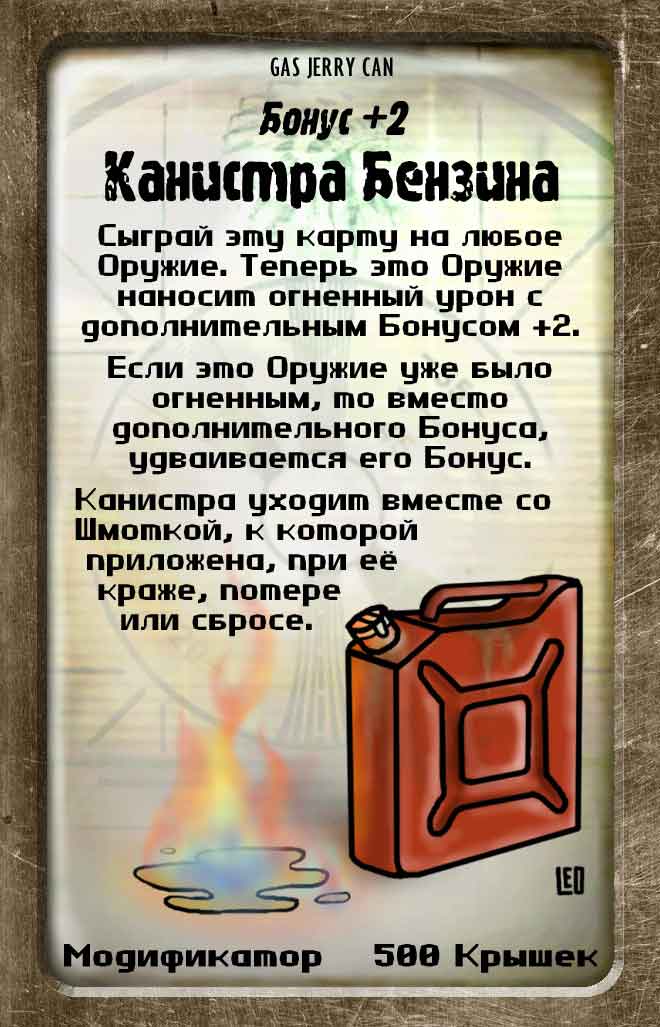 GAS JERRY CAN
Бонус +2
Канистра Бензина
Сыграй эту карту на любое
Оружие. Теперь это Оружие
наносит огненный урон с
дополнительным Бонусом +2.
Если это Оружие уже было
огненным, то вместо
дополнительного Бонуса,
удваивается его Бонус.
Канистра уходит вместе со
Шмоткой, к которой
приложена, при её
краже, потере
или сбросе.
LEO
Модификатор 500 Крышек